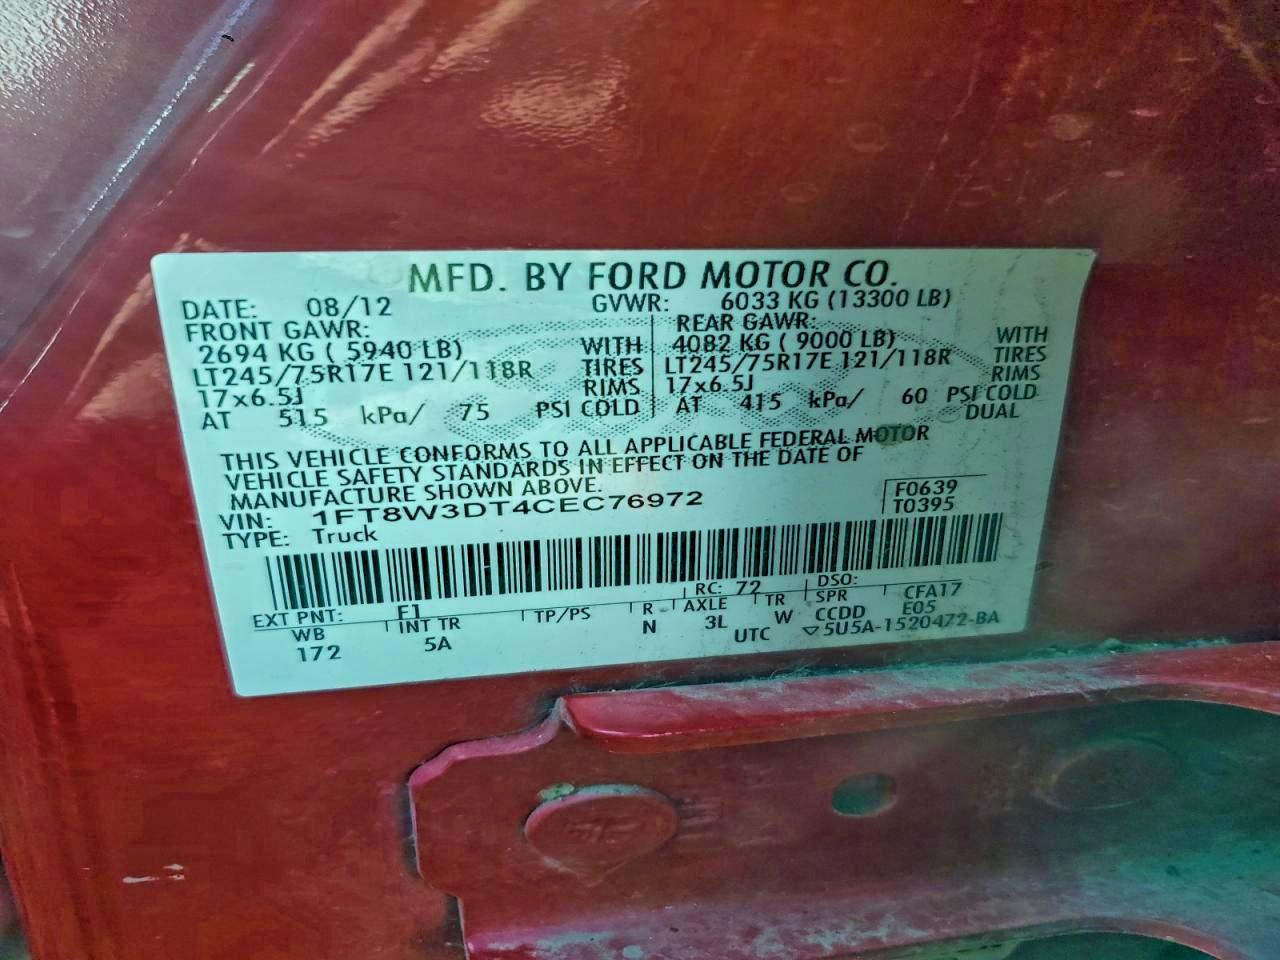 MFD. BY FORD MOTOR CO.
DATE: 08/12 GVWR: 6033 KG (13300 LB)
FRONT GAWR: REAR GAWR:
2694 KG ( 5940 LB) WITH 4082 KG ( 9000 LB) WITH
LT245/75R17E 121/118R TIRES LT245/75R17E 121/118R TIRES
17x6.5J RIMS 17x6.5J RIMS
AT 515 kPa/ 75 PSI COLD AT 415 kPa/ 60 PSI COLD
DUAL
THIS VEHICLE CONFORMS TO ALL APPLICABLE FEDERAL MOTOR
VEHICLE SAFETY STANDARDS IN EFFECT ON THE DATE OF
MANUFACTURE SHOWN ABOVE.
VIN: 1FT8W3DT4CEC76972 F0639
TYPE: Truck T0395
EXT PNT: F1 RC: 72 DSO:
WB INT TR TP/PS R AXLE TR SPR CFA17
172 5A N 3L W CCDD E05
UTC ▽5U5A-1520472-BA